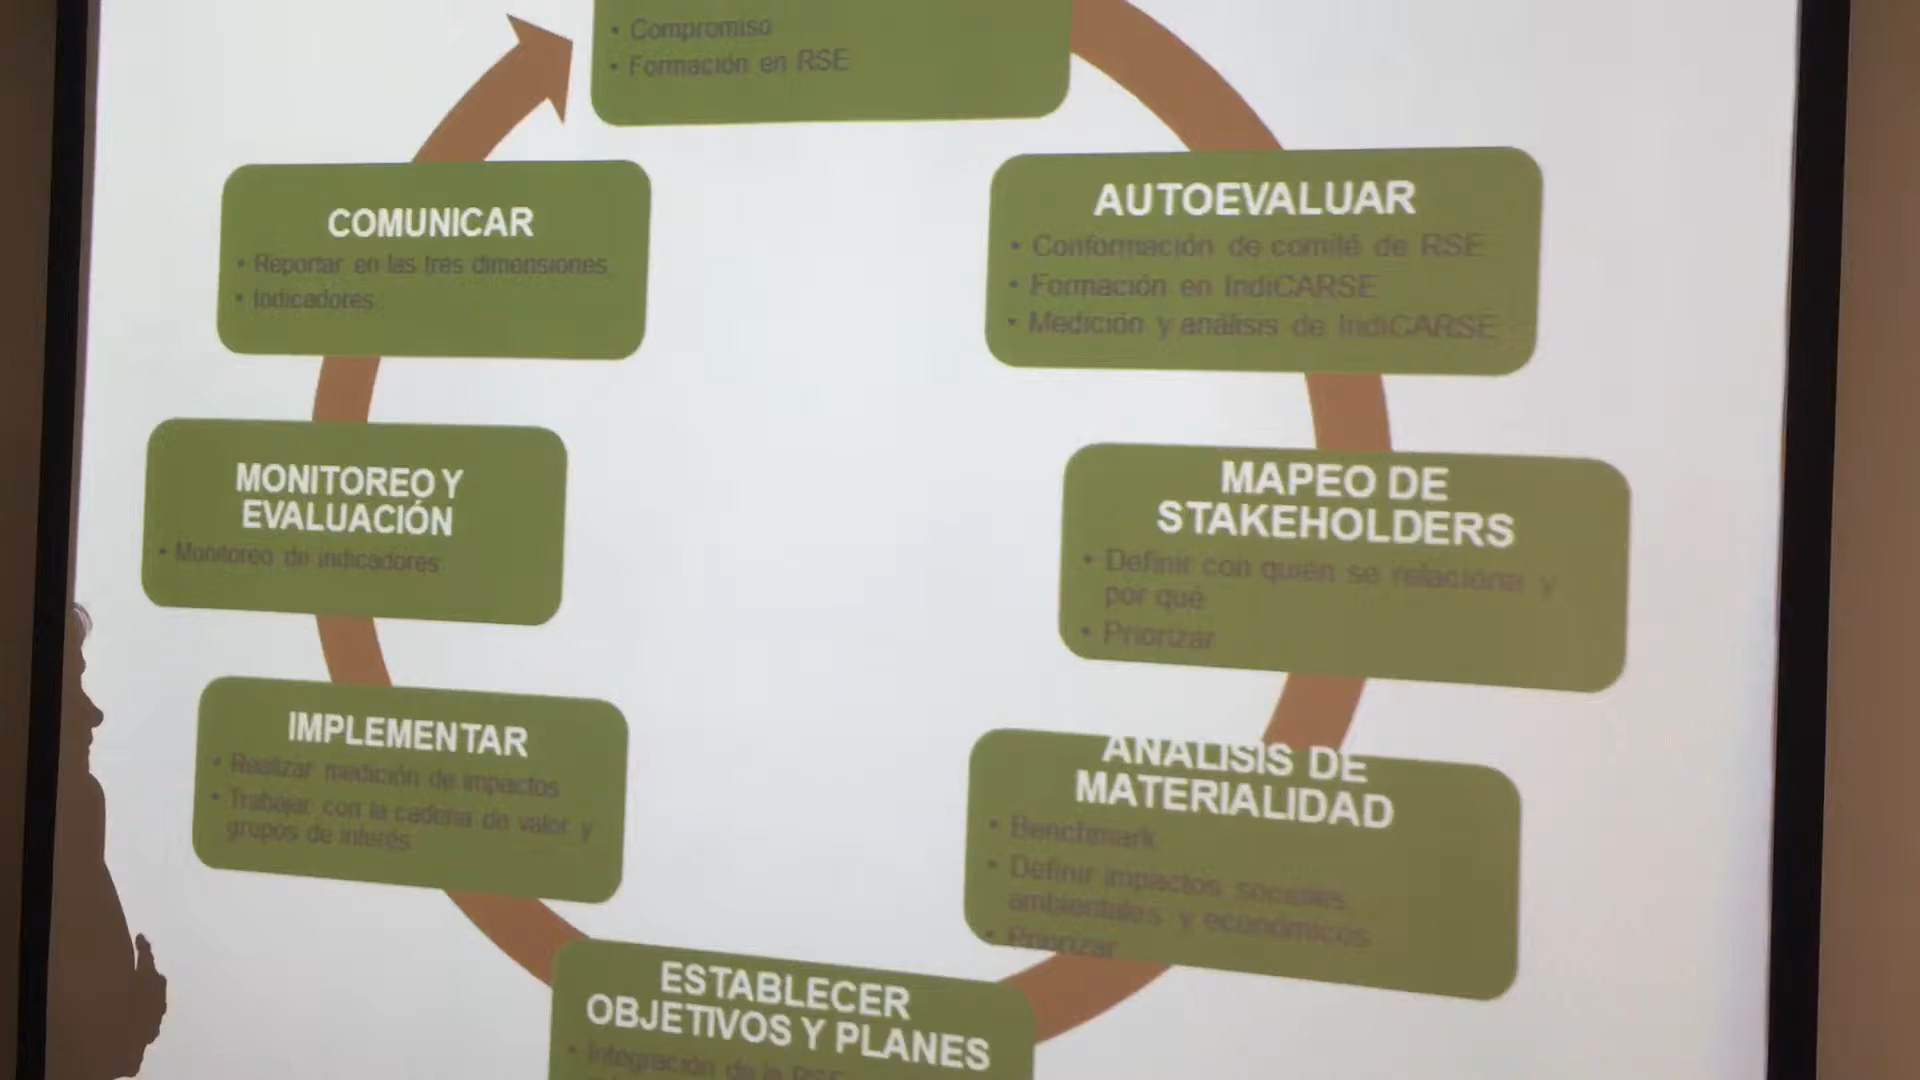 • Compromiso
• Formación en RSE
AUTOEVALUAR
• Conformación de comité de RSE
• Formación en IndiCARSE
• Medición y análisis de IndiCARSE
MAPEO DE
STAKEHOLDERS
• Definir con quién se relaciona y
por qué
• Priorizar
ANÁLISIS DE
MATERIALIDAD
• Benchmark
• Definir impactos sociales,
ambientales y económicos
• Priorizar
ESTABLECER
OBJETIVOS Y PLANES
• Integración de la RSE
IMPLEMENTAR
• Realizar medición de impactos
• Trabajar con la cadena de valor y
grupos de interés
MONITOREO Y
EVALUACIÓN
• Monitoreo de indicadores
COMUNICAR
• Reportar en las tres dimensiones
• Indicadores